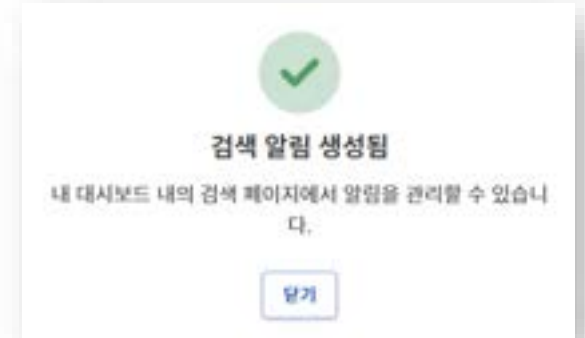 검색 알림 생성됨
내 대시보드 내의 검색 페이지에서 알림을 관리할 수 있습니
다.
닫기